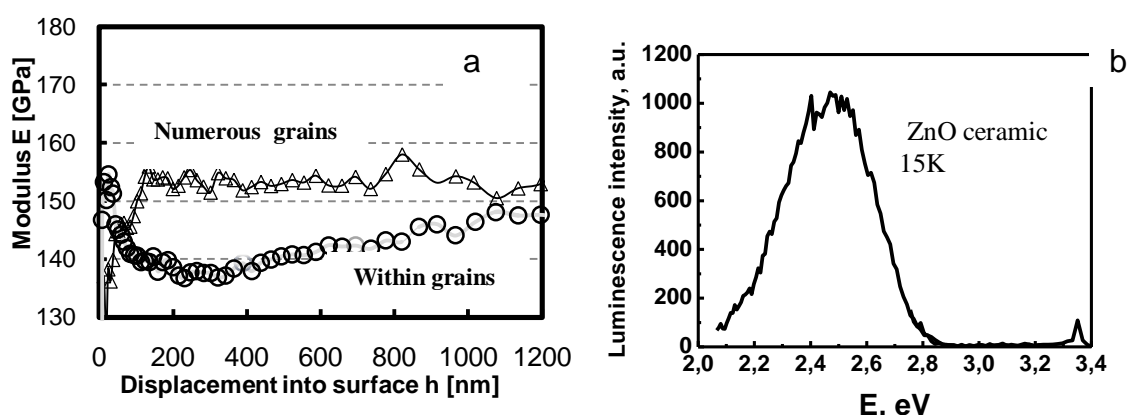 a
Modulus E [GPa]
180
170
160
150
140
130
Numerous grains
Within grains
0
200
400
600
800
1000
1200
Displacement into surface h [nm]
b
Luminescence intensity, a.u.
1200
1000
800
600
400
200
0
ZnO ceramic
15K
2,0
2,2
2,4
2,6
2,8
3,0
3,2
3,4
E, eV